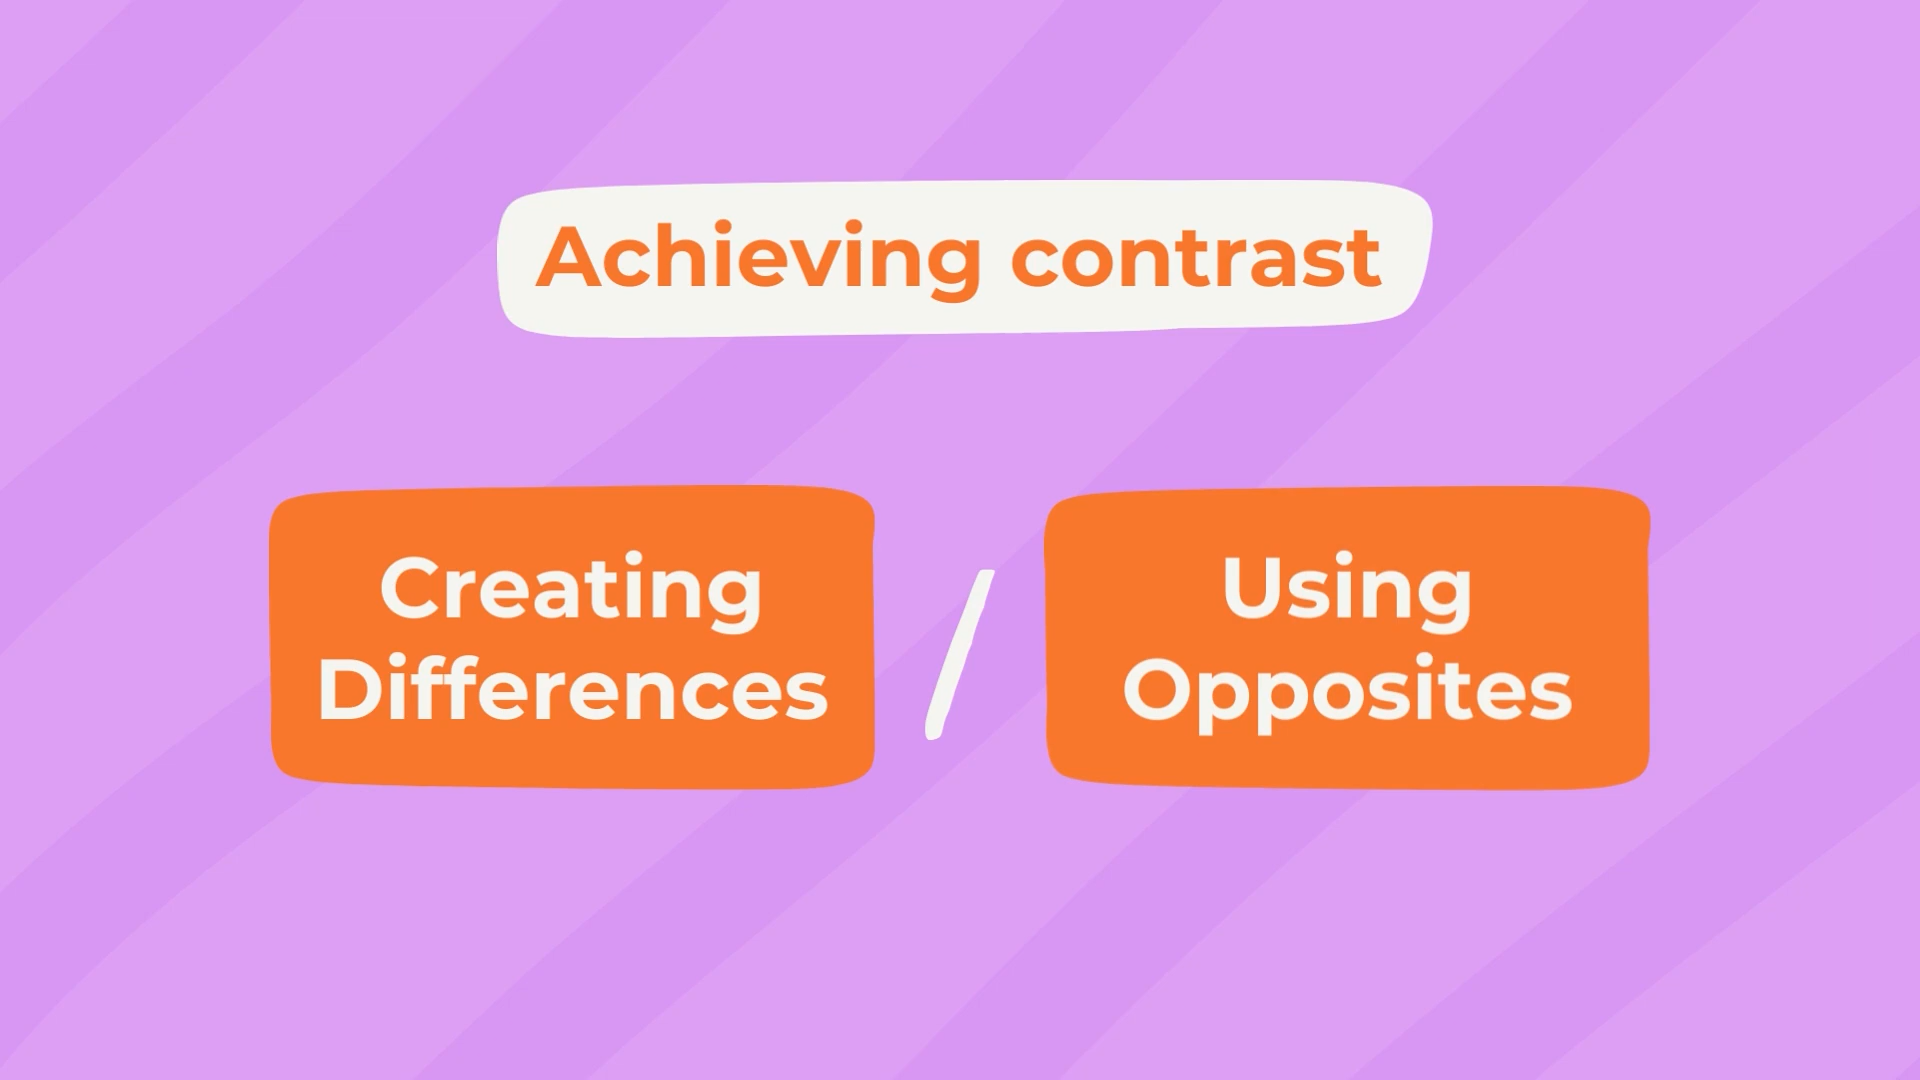 Achieving contrast
Creating
Differences
/
Using
Opposites